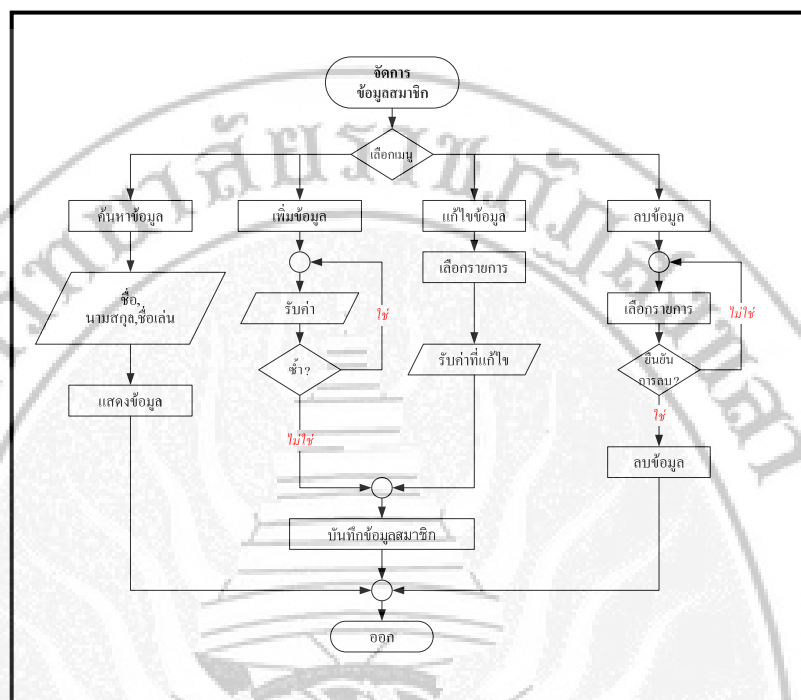 จัดการ
ข้อมูลสมาชิก
เลือกเมนู
ค้นหาข้อมูล
เพิ่มข้อมูล
แก้ไขข้อมูล
ลบข้อมูล
ชื่อ,
นามสกุล,ชื่อเล่น
แสดงข้อมูล
รับค่า
ซ้ำ?
ใช่
ไม่ใช่
เลือกรายการ
รับค่าที่แก้ไข
เลือกรายการ
ยืนยัน
การลบ?
ไม่ใช่
ใช่
ลบข้อมูล
บันทึกข้อมูลสมาชิก
ออก